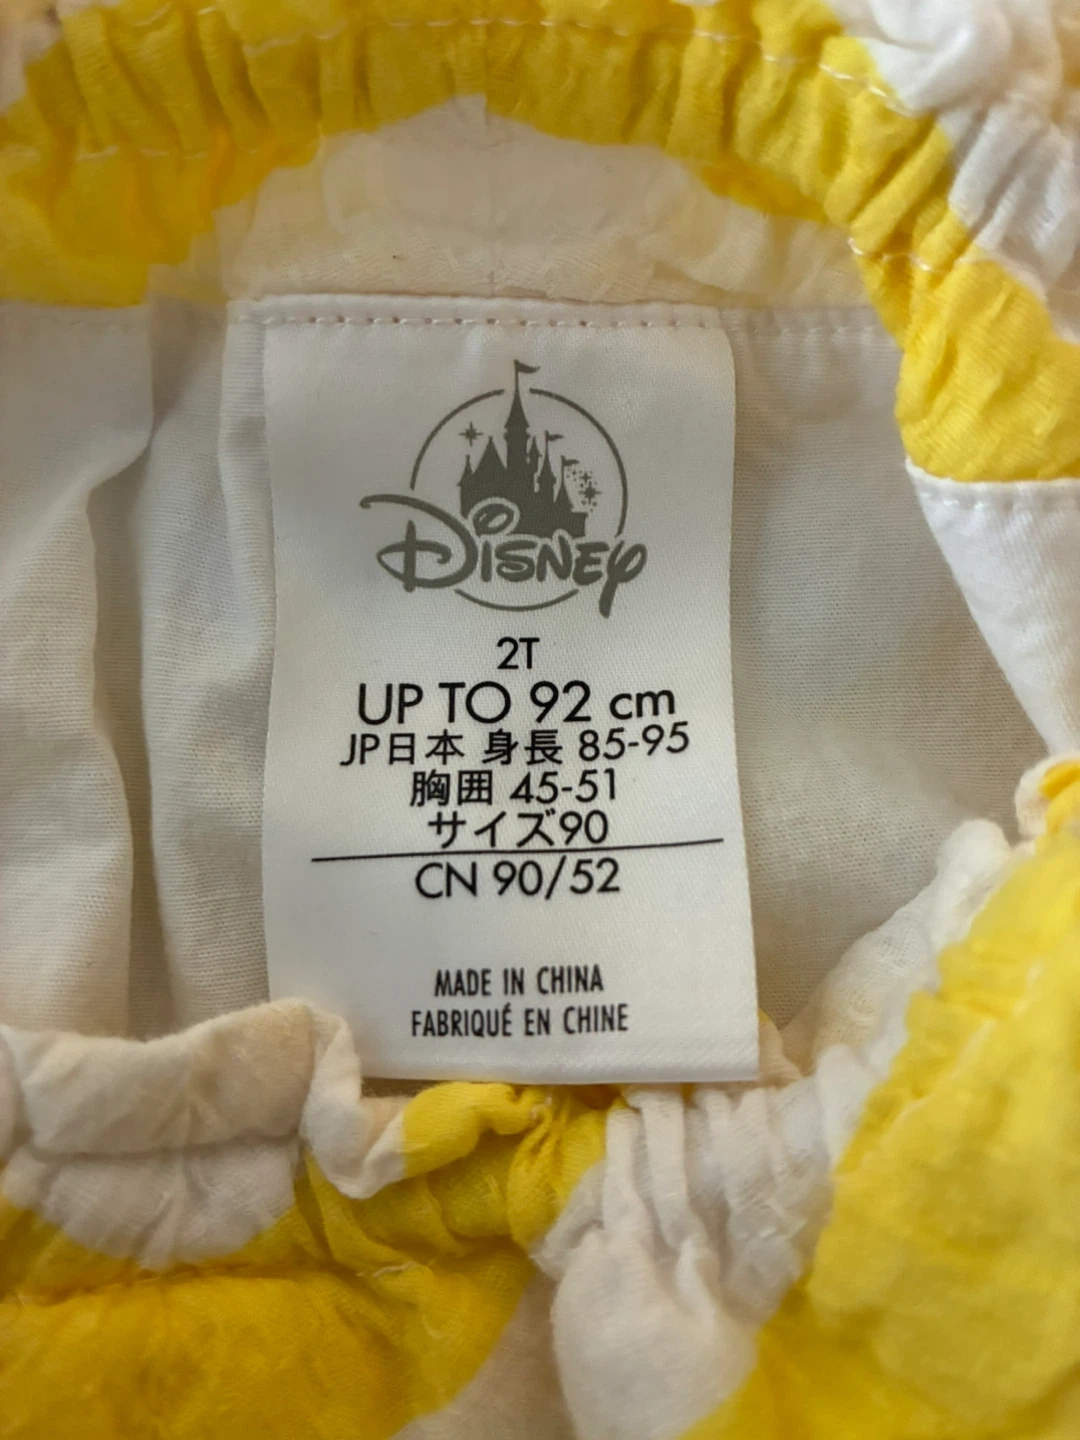 Disney
2T
UP TO 92 cm
JP日本 身長 85-95
胸囲 45-51
サイズ90
CN 90/52
MADE IN CHINA
FABRIQUÉ EN CHINE